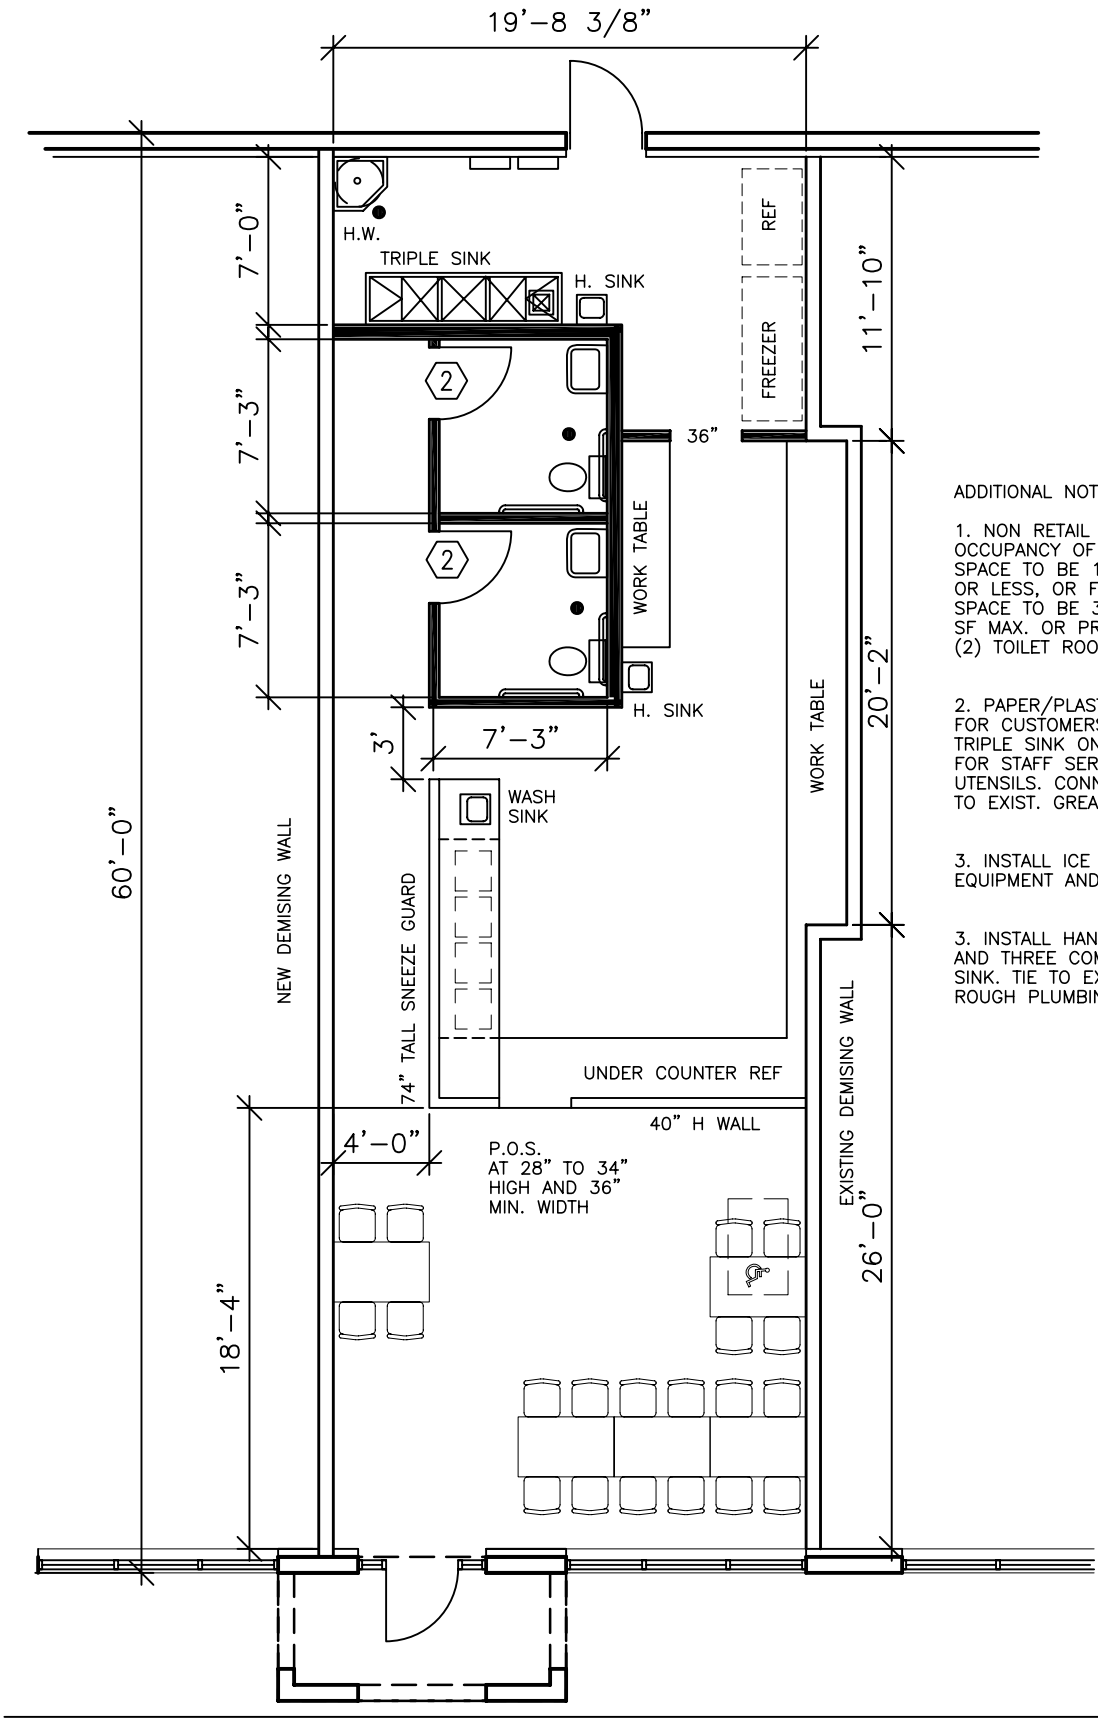 19'-8 3/8"
7'-0"
H.W.
TRIPLE SINK
H. SINK
REF
FREEZER
11'-10"
2
7'-3"
36"
WORK TABLE
2
7'-3"
H. SINK
7'-3"
3'
WASH
SINK
WORK TABLE
20'-2"
60'-0"
NEW DEMISING WALL
74" TALL SNEEZE GUARD
UNDER COUNTER REF
40" H WALL
EXISTING DEMISING WALL
4'-0"
P.O.S.
AT 28" TO 34"
HIGH AND 36"
MIN. WIDTH
26'-0"
18'-4"
ADDITIONAL NOT
1. NON RETAIL
OCCUPANCY OF
SPACE TO BE 1
OR LESS, OR F
SPACE TO BE 3
SF MAX. OR PR
(2) TOILET ROO
2. PAPER/PLAST
FOR CUSTOMERS
TRIPLE SINK ON
FOR STAFF SER
UTENSILS. CONN
TO EXIST. GREA
3. INSTALL ICE
EQUIPMENT AND
3. INSTALL HAN
AND THREE COM
SINK. TIE TO EX
ROUGH PLUMBIN